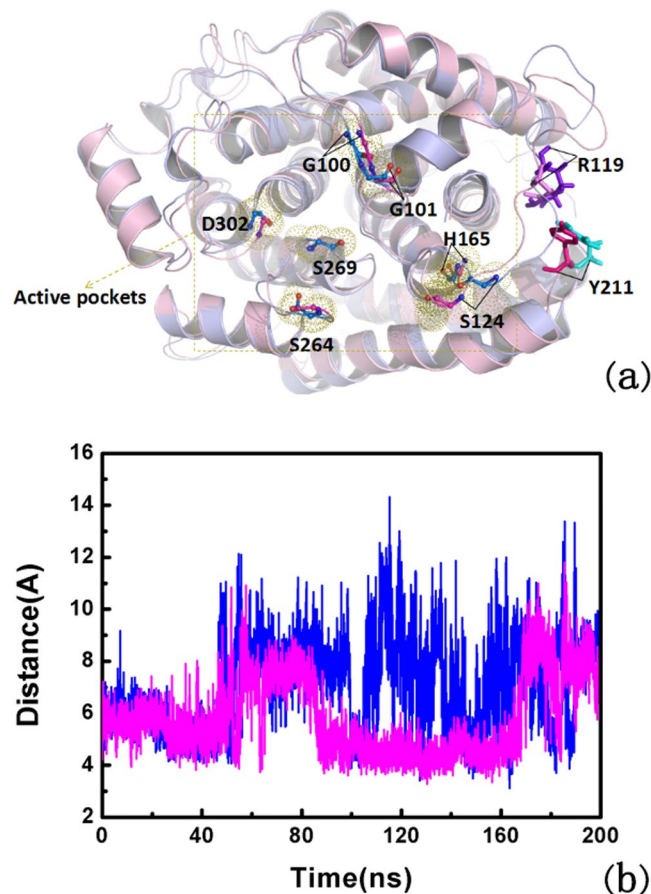 G100
R119
G101
D302
H165
S269
Active pockets
Y211
S124
S264
(a)
16
14
12
10
8
6
4
2
Distance(A)
0 40 80 120 160 200
Time(ns)
(b)